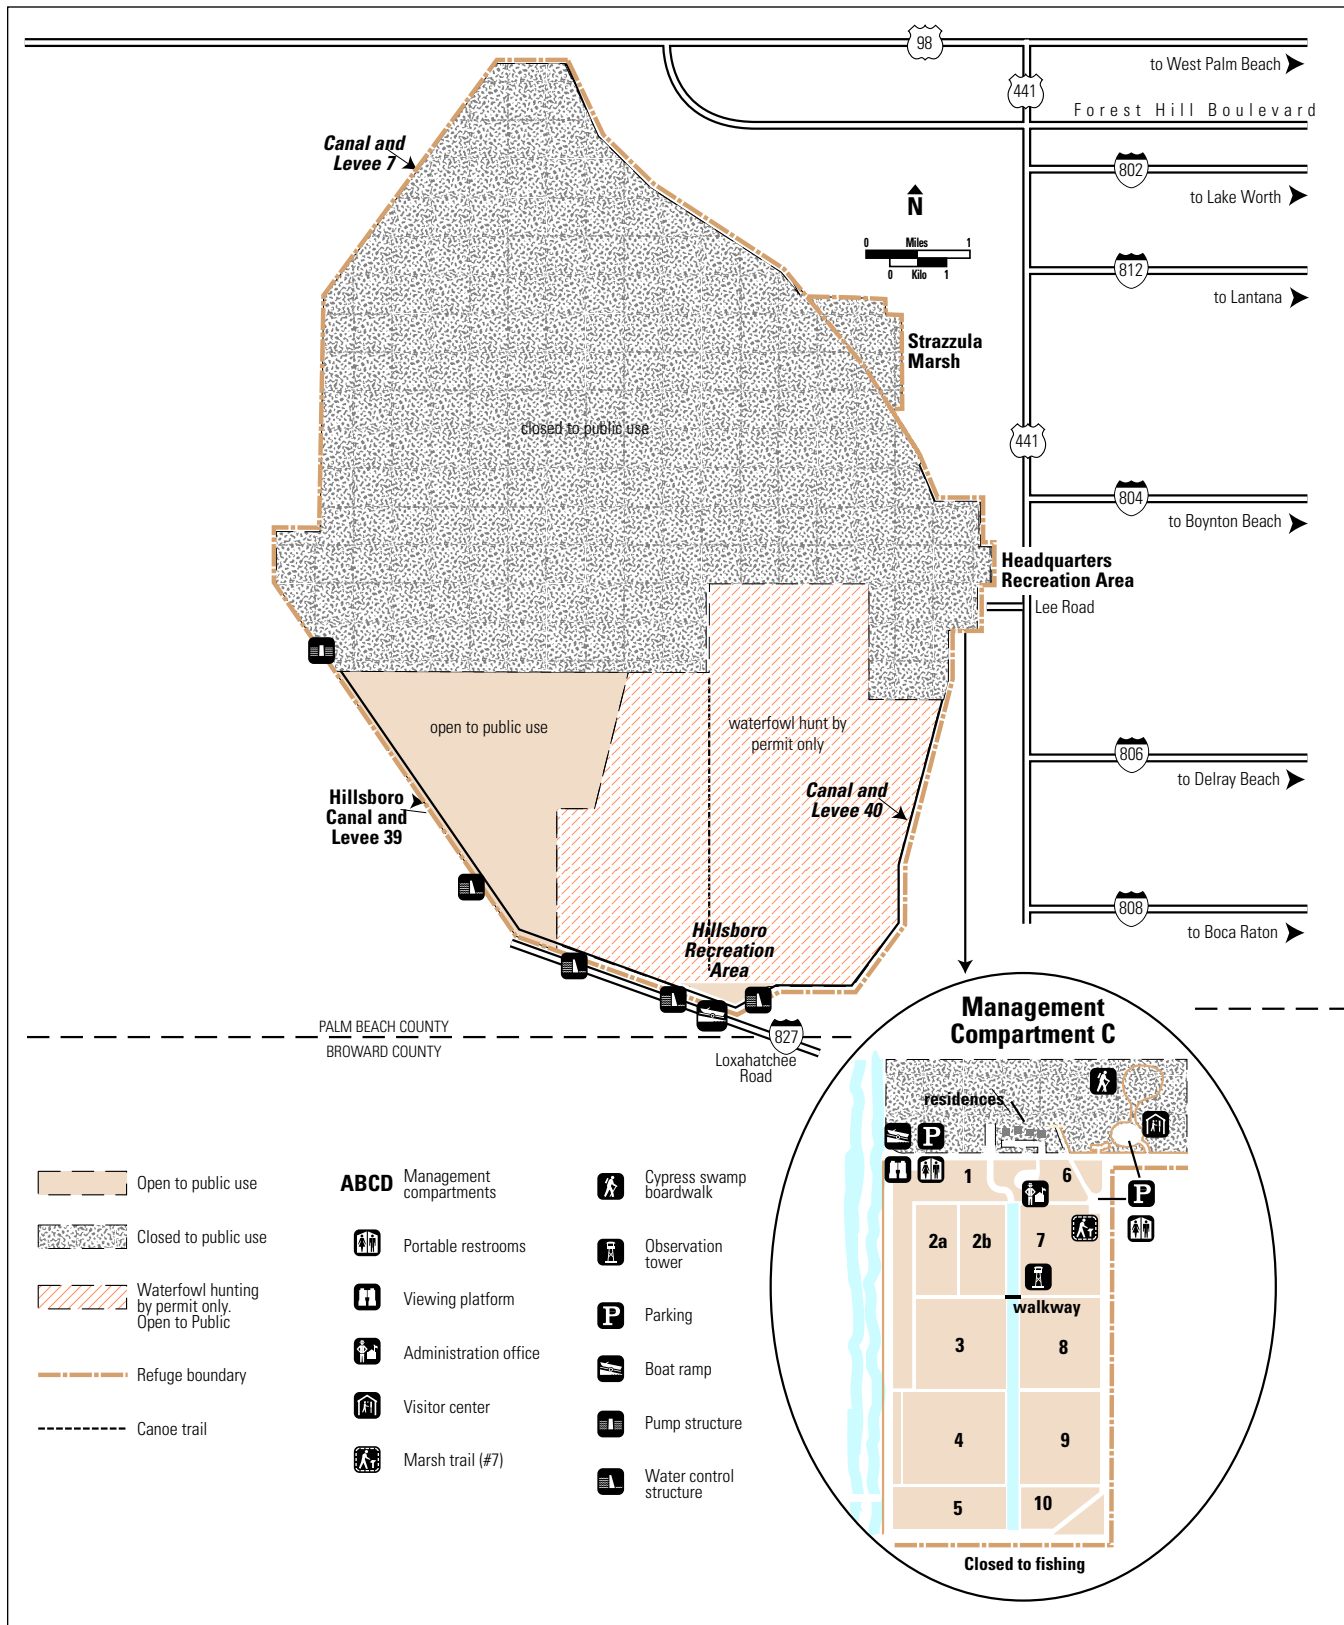 98
to West Palm Beach
441
Forest Hill Boulevard
Canal and
Levee 7
802
to Lake Worth
N
0 Miles 1
0 Kilo 1
812
to Lantana
Strazzula
Marsh
closed to public use
441
804
to Boynton Beach
Headquarters
Recreation Area
Lee Road
open to public use
waterfowl hunt by
permit only
806
to Delray Beach
Canal and
Levee 40
Hillsboro
Canal and
Levee 39
808
to Boca Raton
Hillsboro
Recreation
Area
PALM BEACH COUNTY
BROWARD COUNTY
827
Loxahatchee
Road
Management
Compartment C
residences
P
1
6
P
2a
2b
7
walkway
3
8
4
9
5
10
Closed to fishing
Open to public use
Closed to public use
Waterfowl hunting
by permit only.
Open to Public
Refuge boundary
Canoe trail
ABCD
Management
compartments
Portable restrooms
Viewing platform
Administration office
Visitor center
Marsh trail (#7)
Cypress swamp
boardwalk
Observation
tower
P
Parking
Boat ramp
Pump structure
Water control
structure